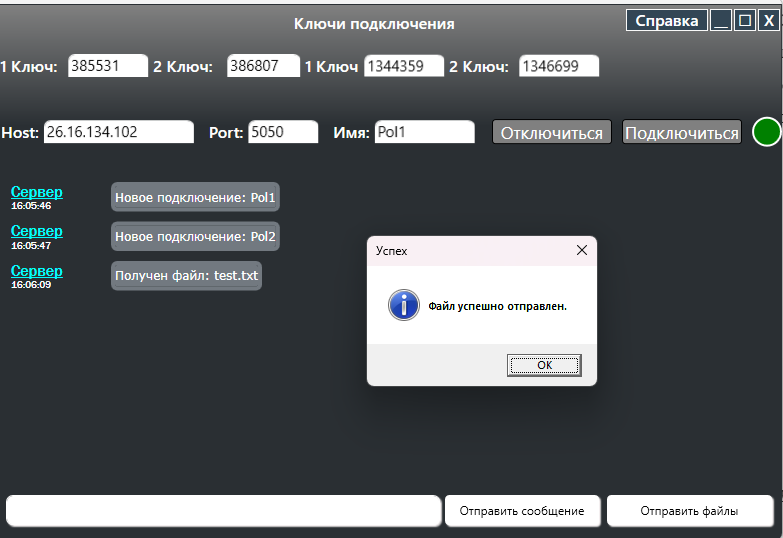 Ключи подключения
Справка __ □ X
1 Ключ: 385531 2 Ключ: 386807 1 Ключ 1344359 2 Ключ: 1346699
Host: 26.16.134.102 Port: 5050 Имя: Pol1 Отключиться Подключиться
Сервер
16:05:46
Новое подключение: Pol1
Сервер
16:05:47
Новое подключение: Pol2
Сервер
16:06:09
Получен файл: test.txt
Успех
Файл успешно отправлен.
OK
Отправить сообщение Отправить файлы